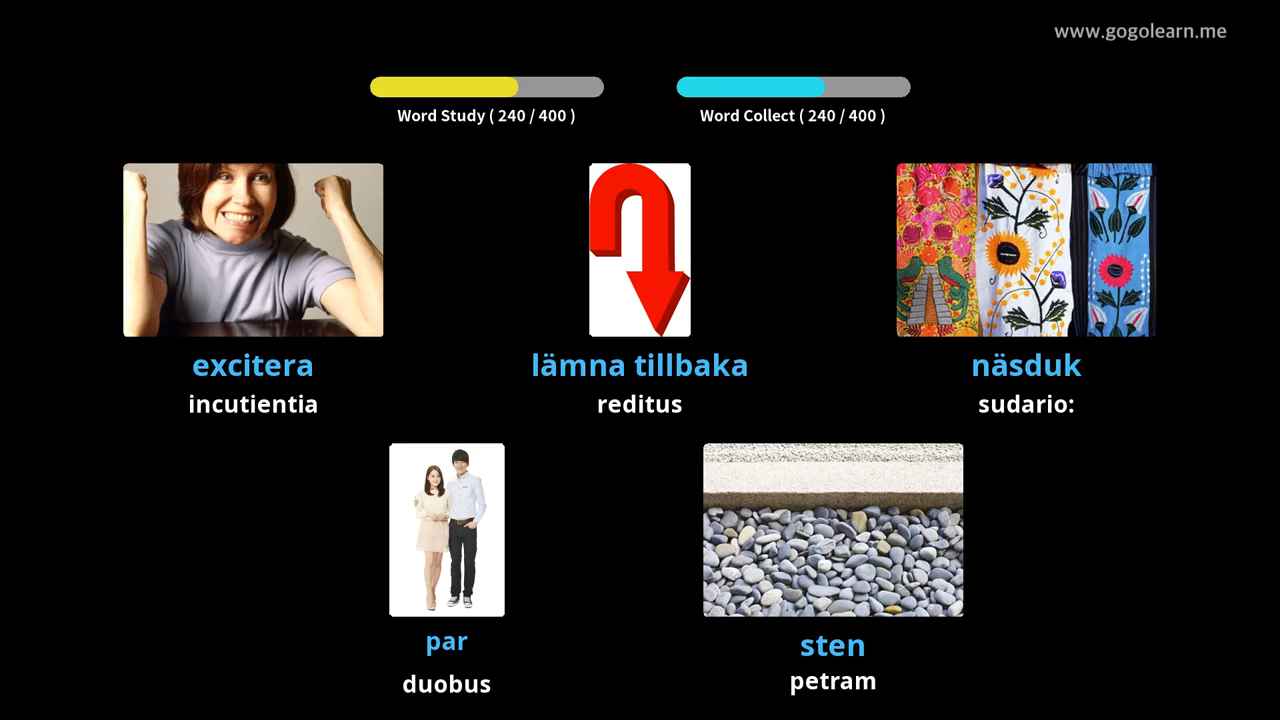 www.gogolearn.me
Word Study ( 240 / 400 )
Word Collect ( 240 / 400 )
excitera
incutientia
lämna tillbaka
reditus
näsduk
sudario:
par
duobus
sten
petram